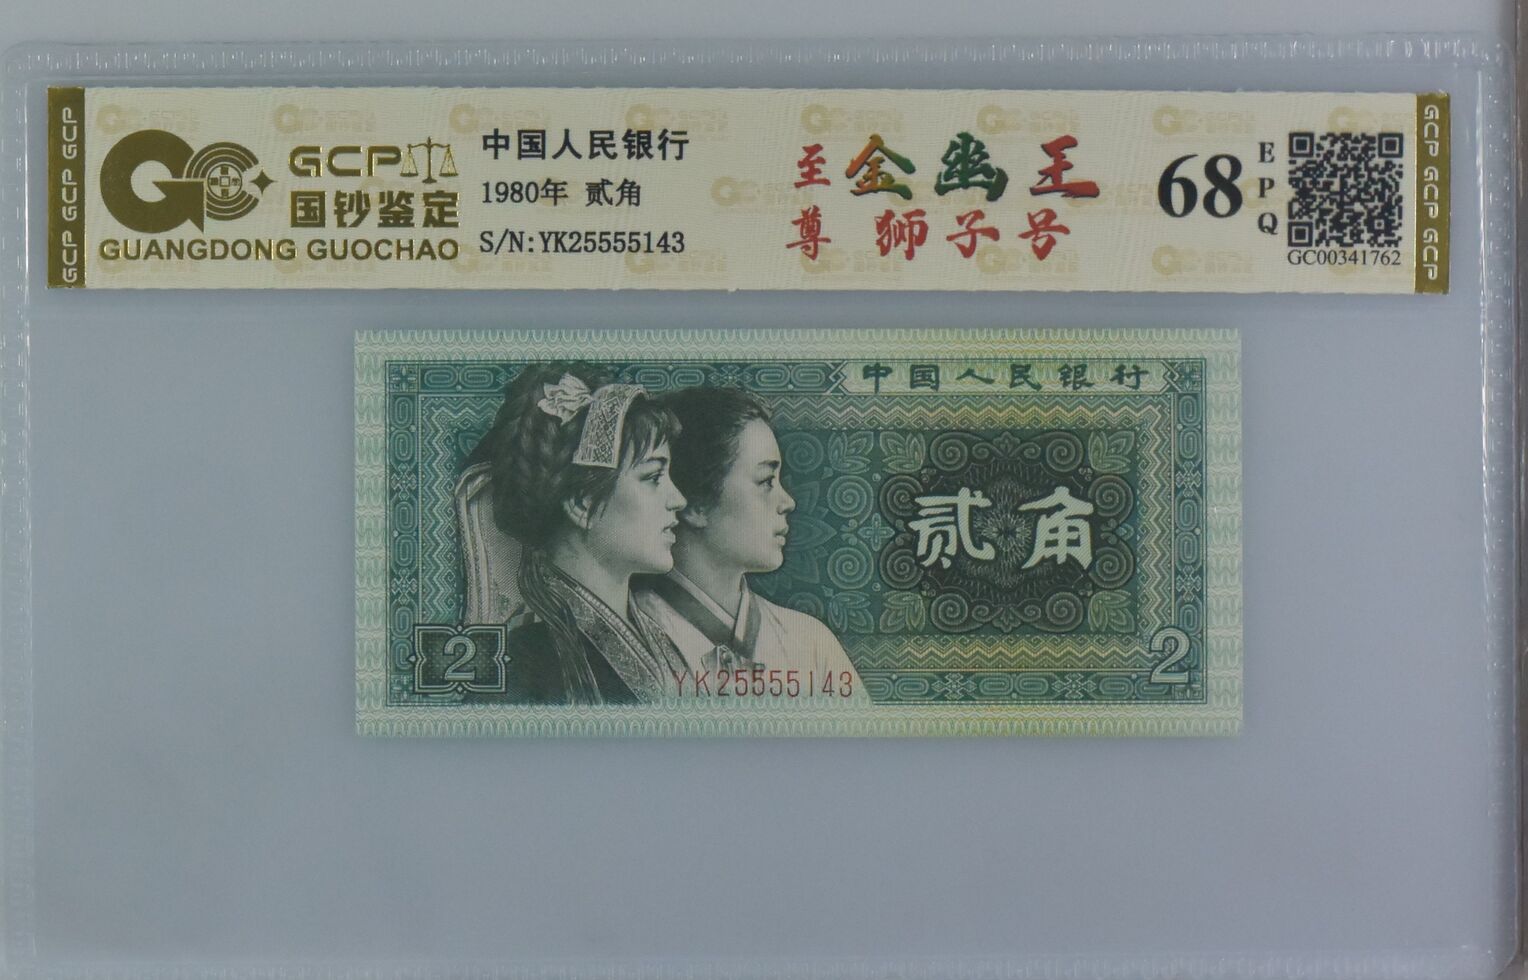 GCP GCP GCP
GCP
国钞鉴定
GUANGDONG GUOCHAO
中国人民银行
1980年 贰角
S/N:YK25555143
至尊
金幽王
狮子号
68
EPQ
GC00341762
GCP GCP GCP
中国人民银行
贰角
2
YK25555143
2